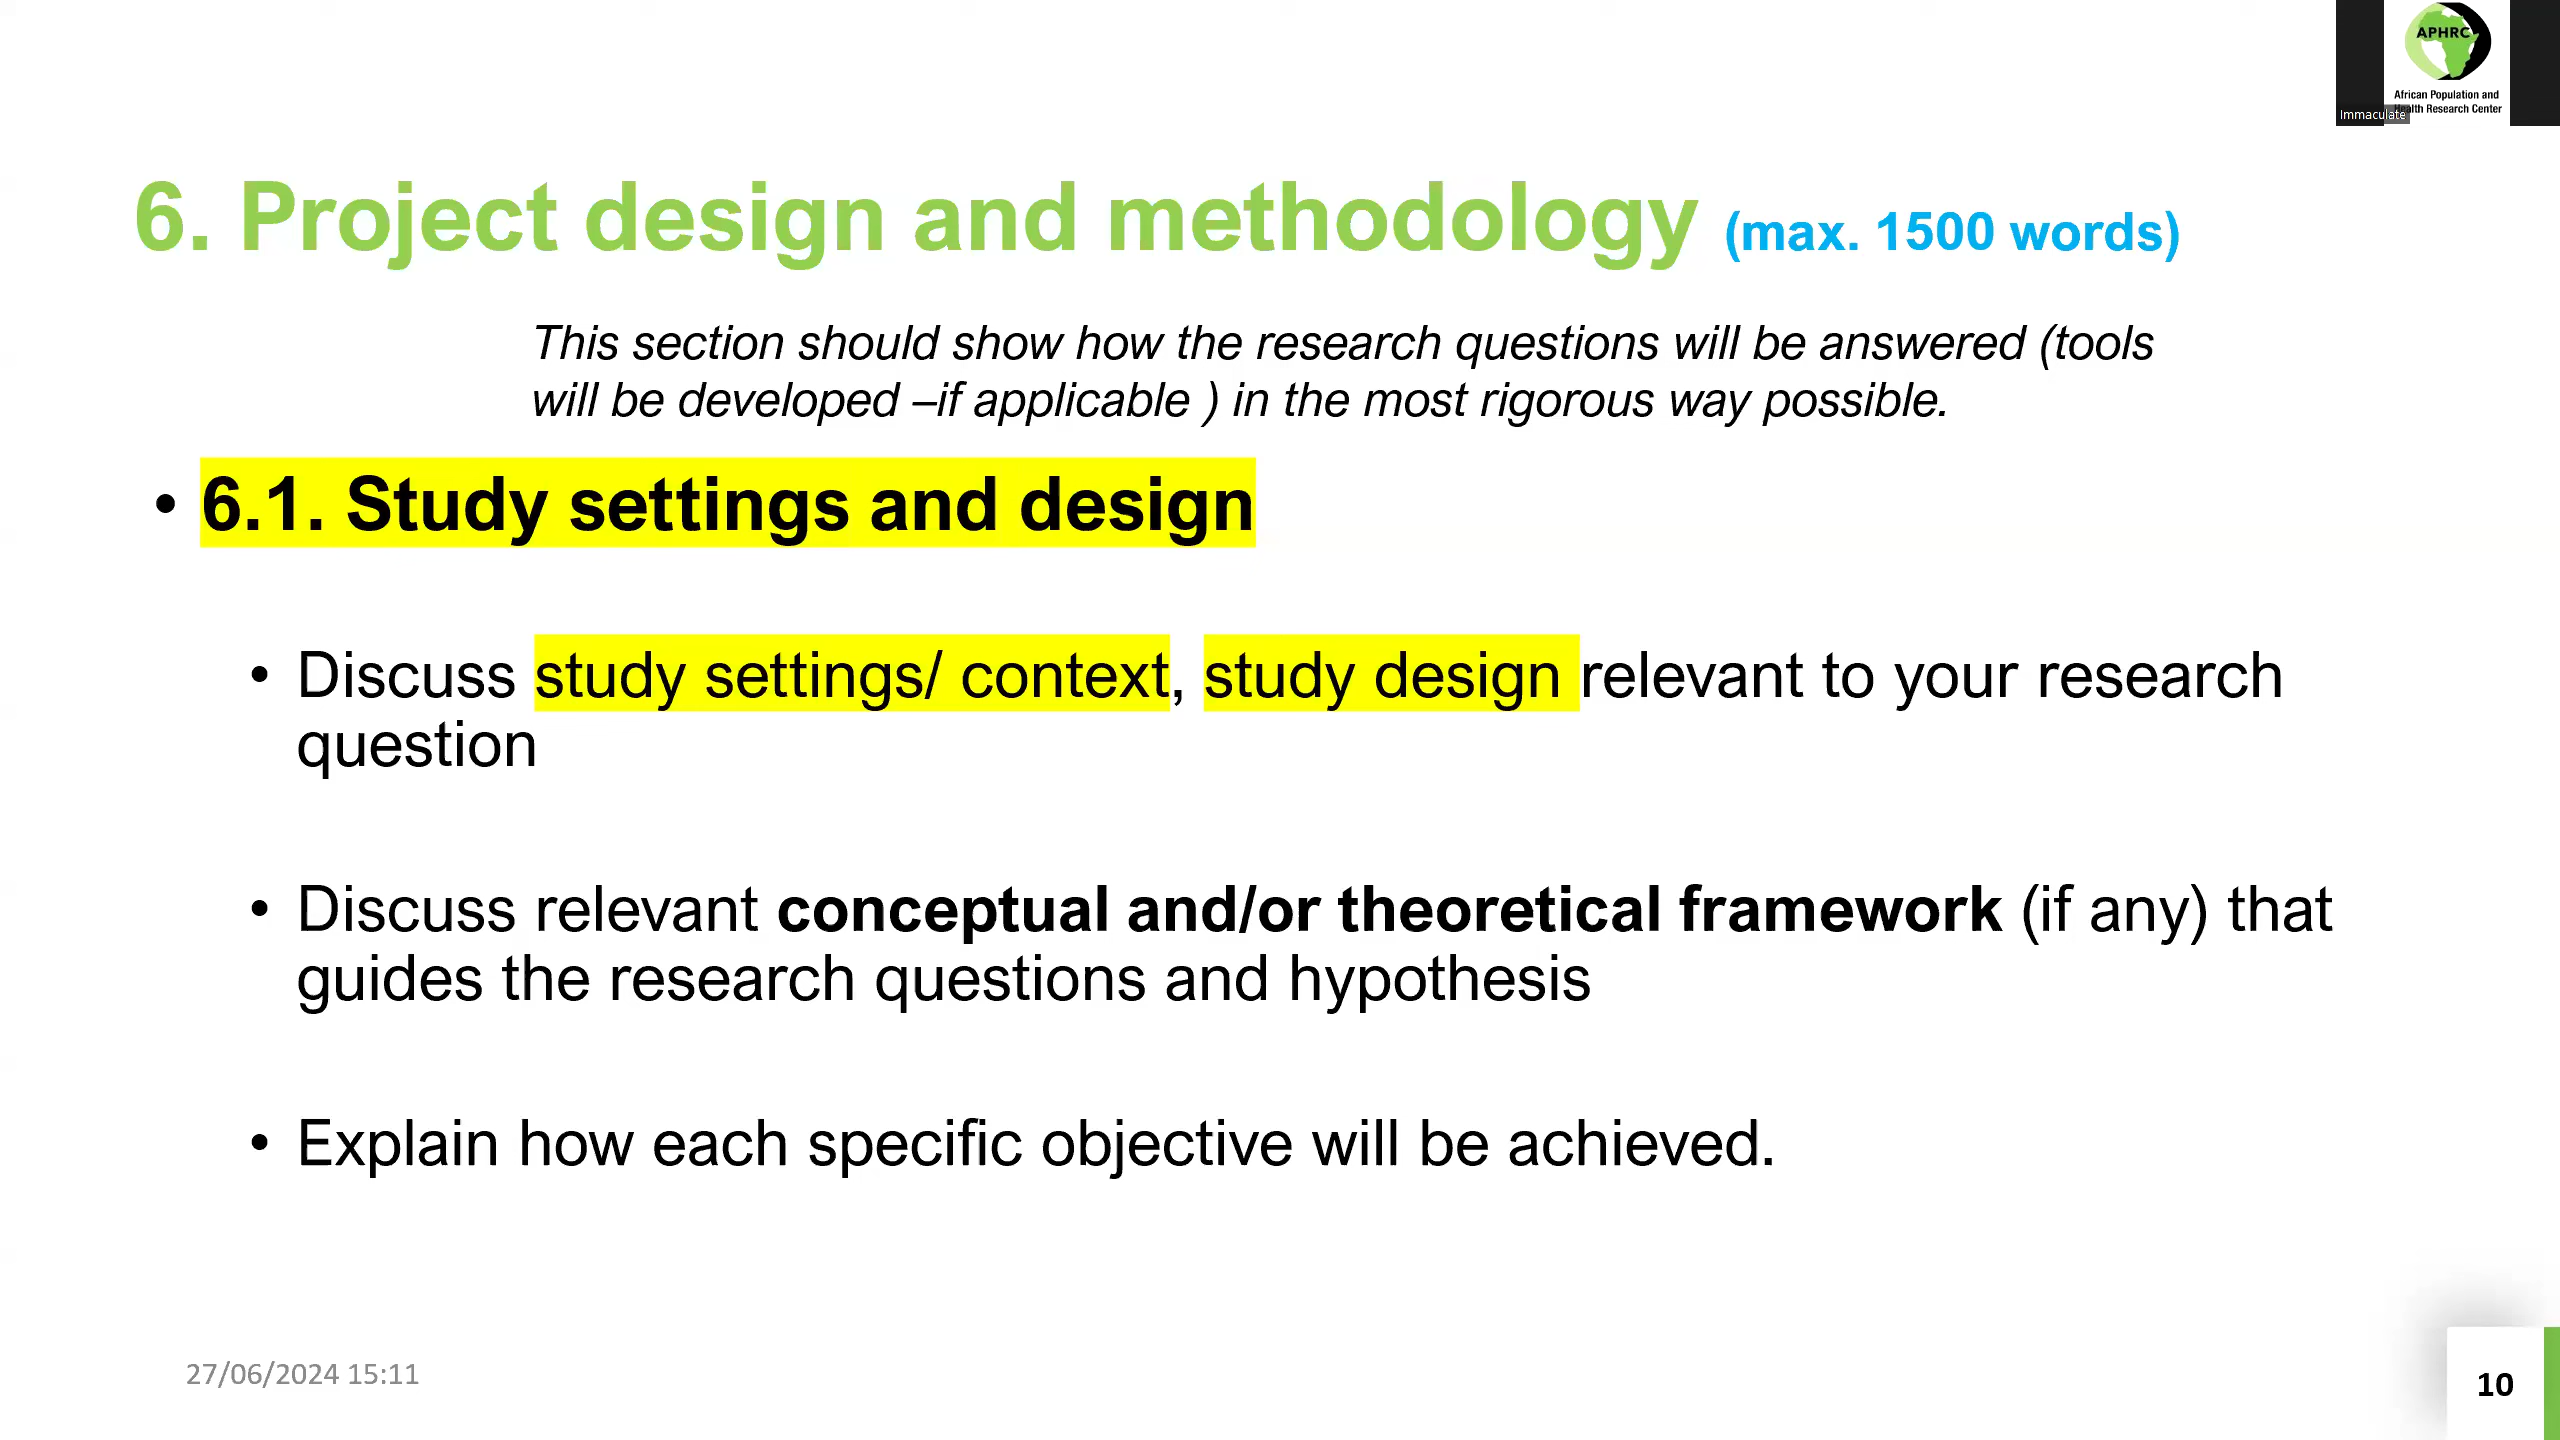 APHRC
African Population and
Health Research Center
Immaculate
6. Project design and methodology (max. 1500 words)
This section should show how the research questions will be answered (tools
will be developed –if applicable ) in the most rigorous way possible.
• 6.1. Study settings and design
• Discuss study settings/ context, study design relevant to your research
question
• Discuss relevant conceptual and/or theoretical framework (if any) that
guides the research questions and hypothesis
• Explain how each specific objective will be achieved.
27/06/2024 15:11
10